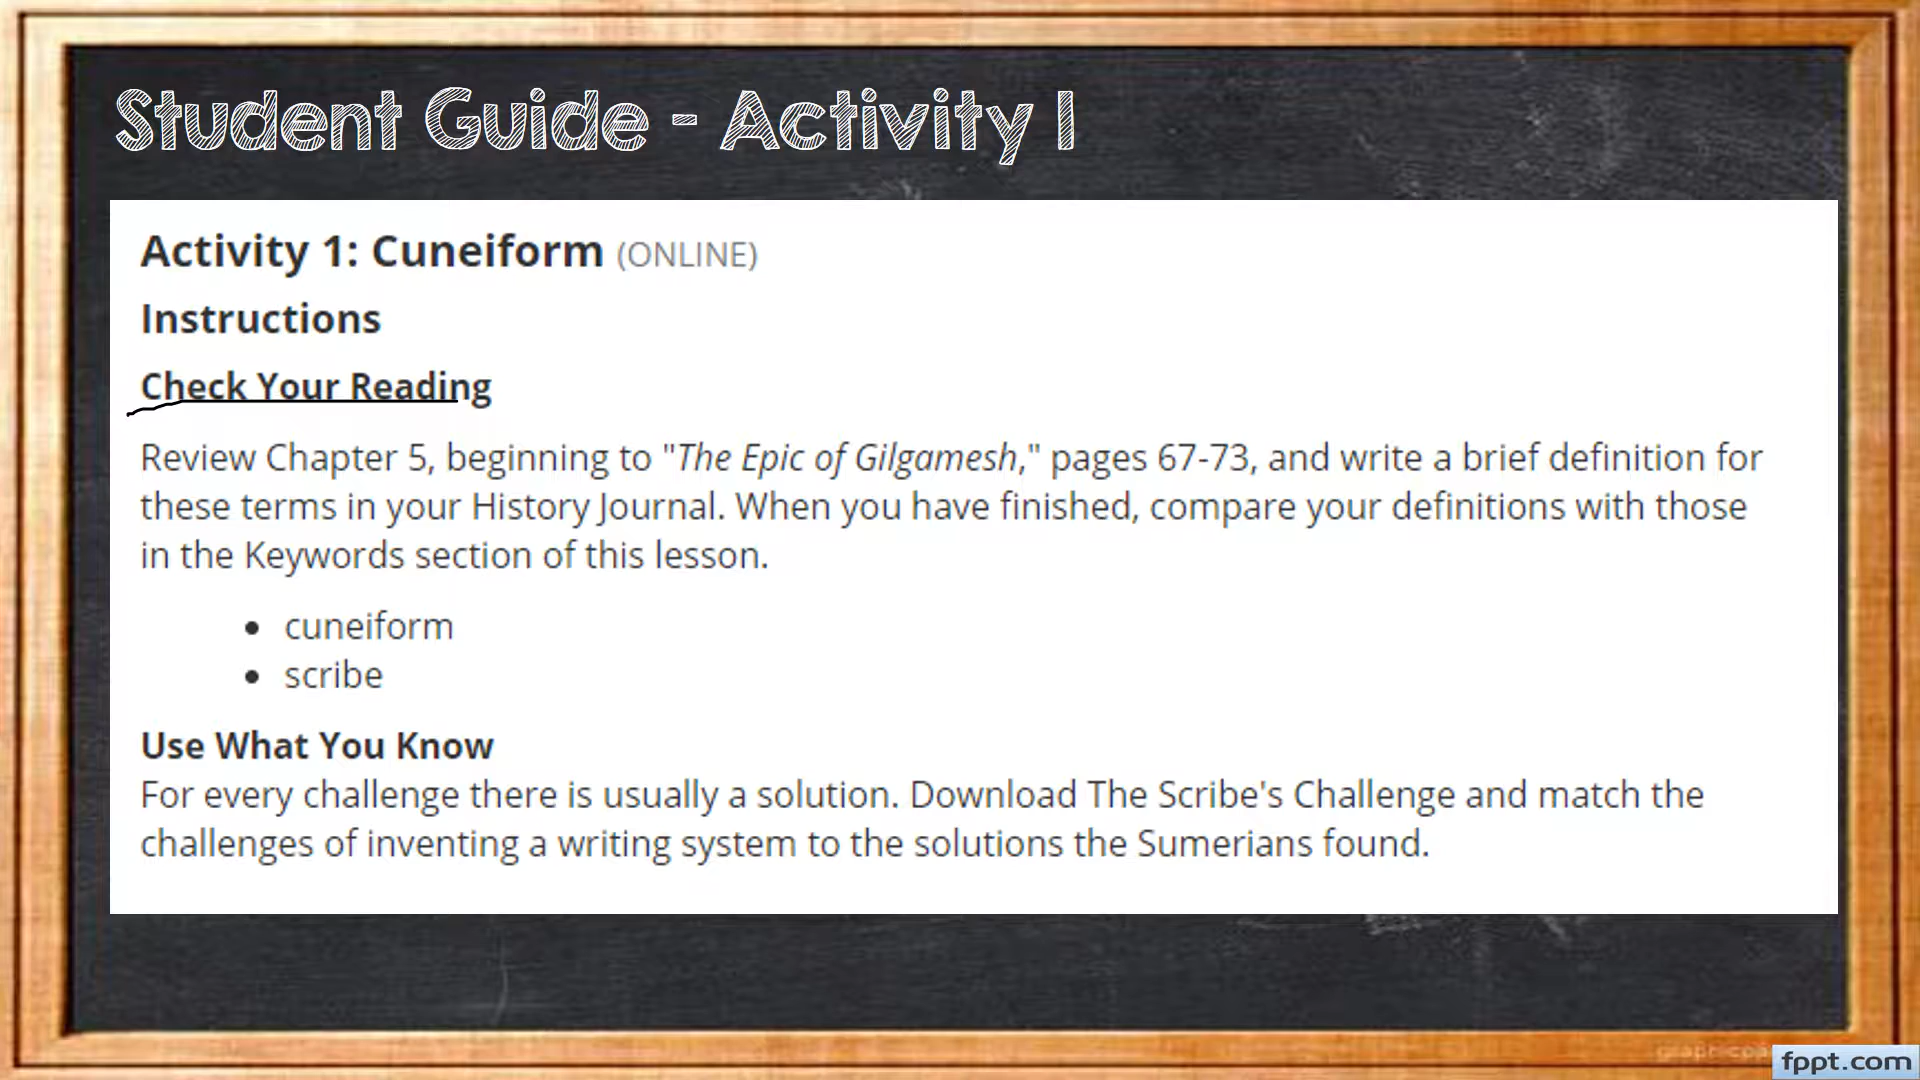 Student Guide - Activity 1
Activity 1: Cuneiform (ONLINE)
Instructions
Check Your Reading
Review Chapter 5, beginning to "The Epic of Gilgamesh," pages 67-73, and write a brief definition for
these terms in your History Journal. When you have finished, compare your definitions with those
in the Keywords section of this lesson.
• cuneiform
• scribe
Use What You Know
For every challenge there is usually a solution. Download The Scribe's Challenge and match the
challenges of inventing a writing system to the solutions the Sumerians found.
fppt.com